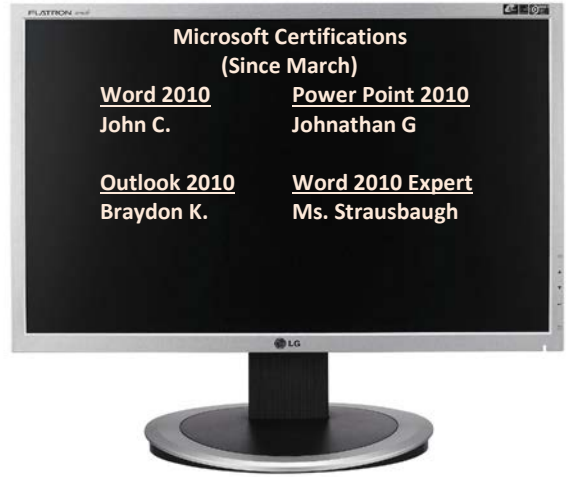 FLATRON
Microsoft Certifications
(Since March)
Word 2010 Power Point 2010
John C. Johnathan G
Outlook 2010 Word 2010 Expert
Braydon K. Ms. Strausbaugh
LG